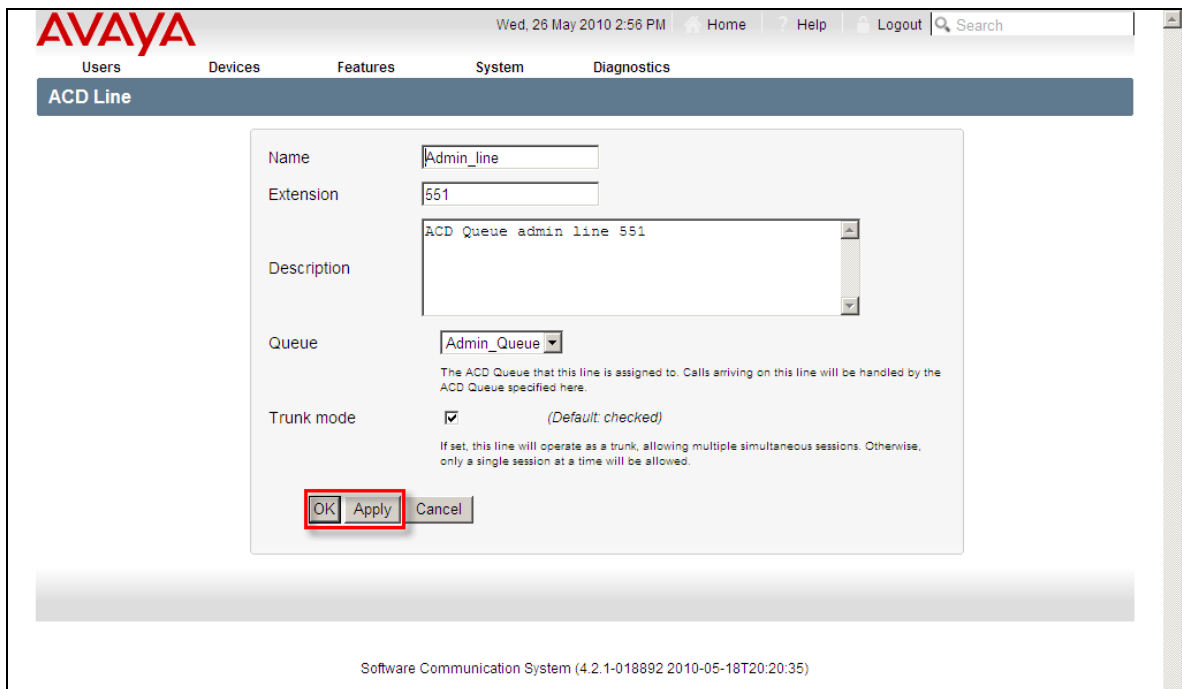 AVAYA
Wed, 26 May 2010 2:56 PM Home ? Help Logout Search
Users Devices Features System Diagnostics
ACD Line
Name Admin_line
Extension 551
Description ACD Queue admin line 551
Queue Admin_Queue
The ACD Queue that this line is assigned to. Calls arriving on this line will be handled by the
ACD Queue specified here.
Trunk mode (Default: checked)
If set, this line will operate as a trunk, allowing multiple simultaneous sessions. Otherwise,
only a single session at a time will be allowed.
OK Apply Cancel
Software Communication System (4.2.1-018892 2010-05-18T20:20:35)